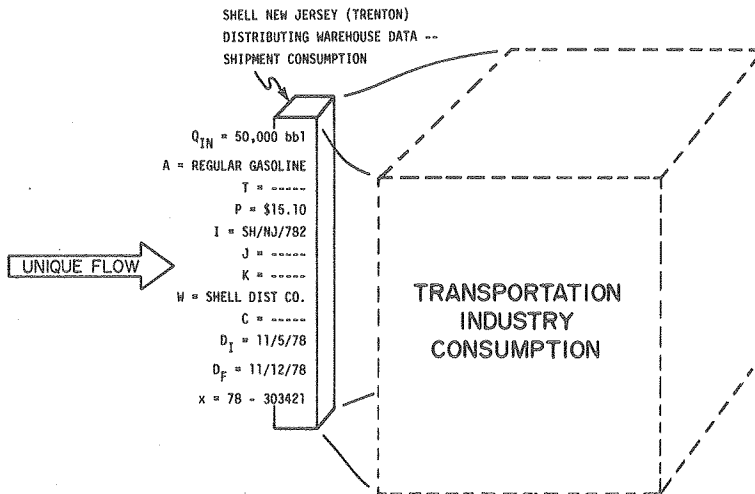 SHELL NEW JERSEY (TRENTON)
DISTRIBUTING WAREHOUSE DATA --
SHIPMENT CONSUMPTION
Q_IN = 50,000 bbl
A = REGULAR GASOLINE
T = -----
P = $15.10
I = SH/NJ/782
J = -----
K = -----
W = SHELL DIST CO.
C = -----
D_I = 11/5/78
D_F = 11/12/78
x = 78 - 303421
UNIQUE FLOW
TRANSPORTATION
INDUSTRY
CONSUMPTION